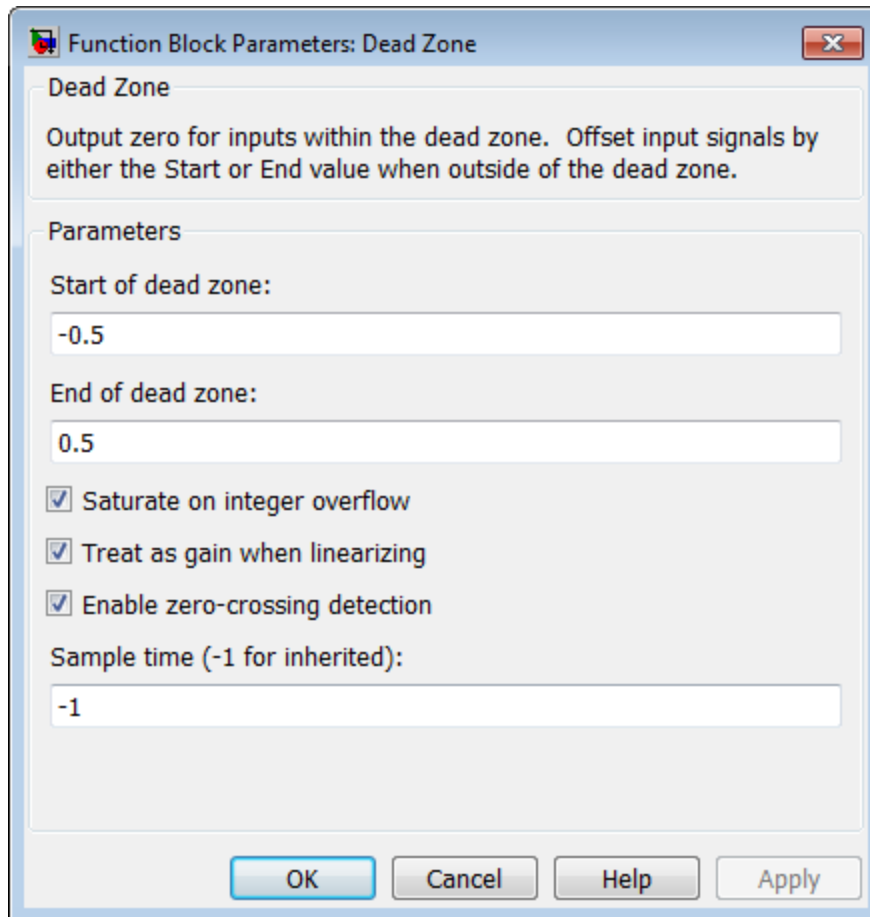 Function Block Parameters: Dead Zone
Dead Zone
Output zero for inputs within the dead zone.  Offset input signals by
either the Start or End value when outside of the dead zone.
Parameters
Start of dead zone:
-0.5
End of dead zone:
0.5
Saturate on integer overflow
Treat as gain when linearizing
Enable zero-crossing detection
Sample time (-1 for inherited):
-1
OK Cancel Help Apply